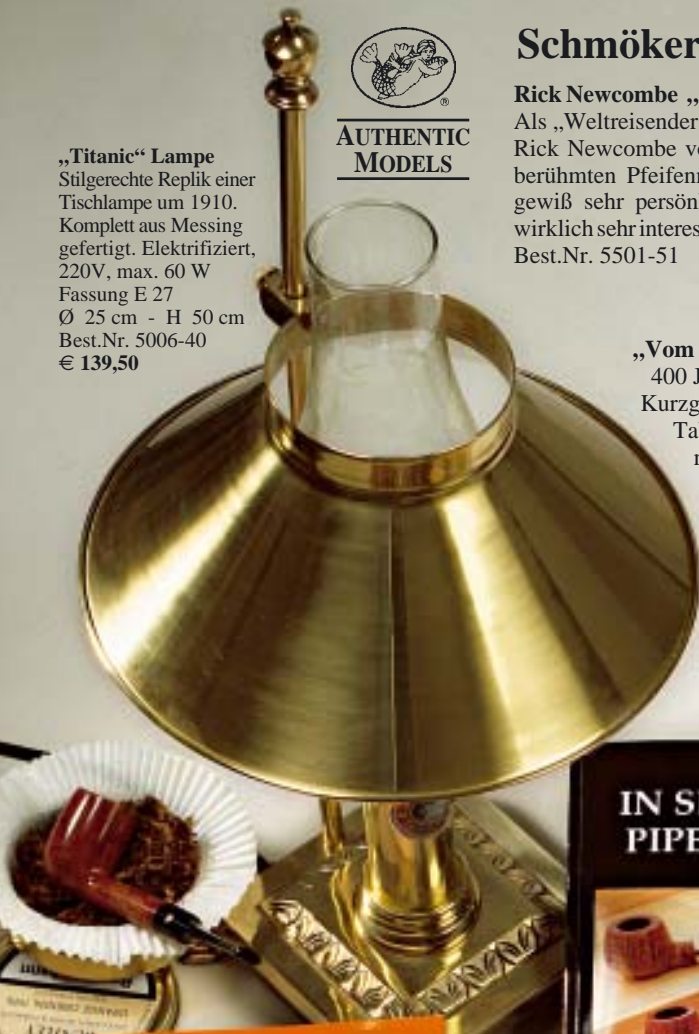 „Titanic“ Lampe
Stilgerechte Replik einer
Tischlampe um 1910.
Komplett aus Messing
gefertigt. Elektrifiziert,
220V, max. 60 W
Fassung E 27
Ø 25 cm - H 50 cm
Best.Nr. 5006-40
€ 139,50
®
AUTHENTIC
MODELS
Schmöker
Rick Newcombe „
Als „Weltreisender
Rick Newcombe vo
berühmten Pfeifenr
gewiß sehr persön
wirklich sehr interes
Best.Nr. 5501-51
„Vom
400 J
Kurzg
Ta
IN S
PIPE